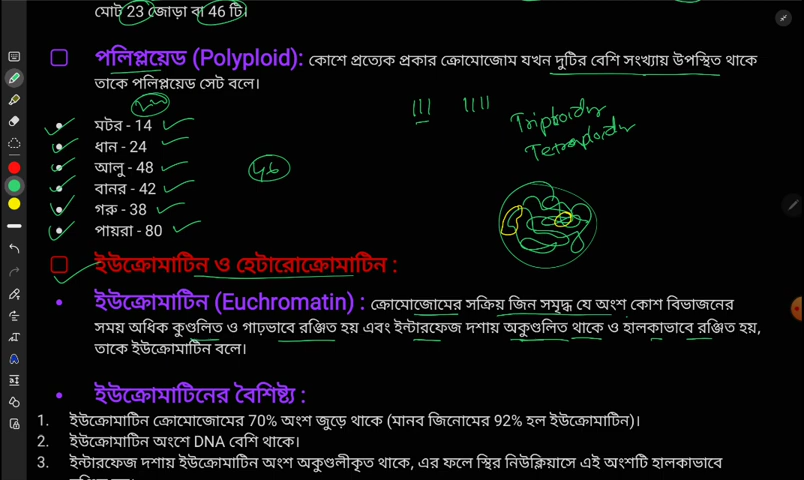 মোট 23 জোড়া বা 46 টি।
পলিপ্লয়েড (Polyploid): কোশে প্রত্যেক প্রকার ক্রোমোজোম যখন দুটির বেশি সংখ্যায় উপস্থিত থাকে
তাকে পলিপ্লয়েড সেট বলে।
2n
Triploidy
Tetraploidy
মটর - 14
ধান - 24
আলু - 48
46
বানর - 42
গরু - 38
পায়রা - 80
ইউক্রোমাটিন ও হেটারোক্রোমাটিন :
ইউক্রোমাটিন (Euchromatin) : ক্রোমোজোমের সক্রিয় জিন সমৃদ্ধ যে অংশ কোশ বিভাজনের
সময় অধিক কুণ্ডলিত ও গাঢ়ভাবে রঞ্জিত হয় এবং ইন্টারফেজ দশায় অকুণ্ডলিত থাকে ও হালকাভাবে রঞ্জিত হয়,
তাকে ইউক্রোমাটিন বলে।
ইউক্রোমাটিনের বৈশিষ্ট্য :
1. ইউক্রোমাটিন ক্রোমোজোমের 70% অংশ জুড়ে থাকে (মানব জিনোমের 92% হল ইউক্রোমাটিন)।
2. ইউক্রোমাটিন অংশে DNA বেশি থাকে।
3. ইন্টারফেজ দশায় ইউক্রোমাটিন অংশ অকুণ্ডলীকৃত থাকে, এর ফলে স্থির নিউক্লিয়াসে এই অংশটি হালকাভাবে